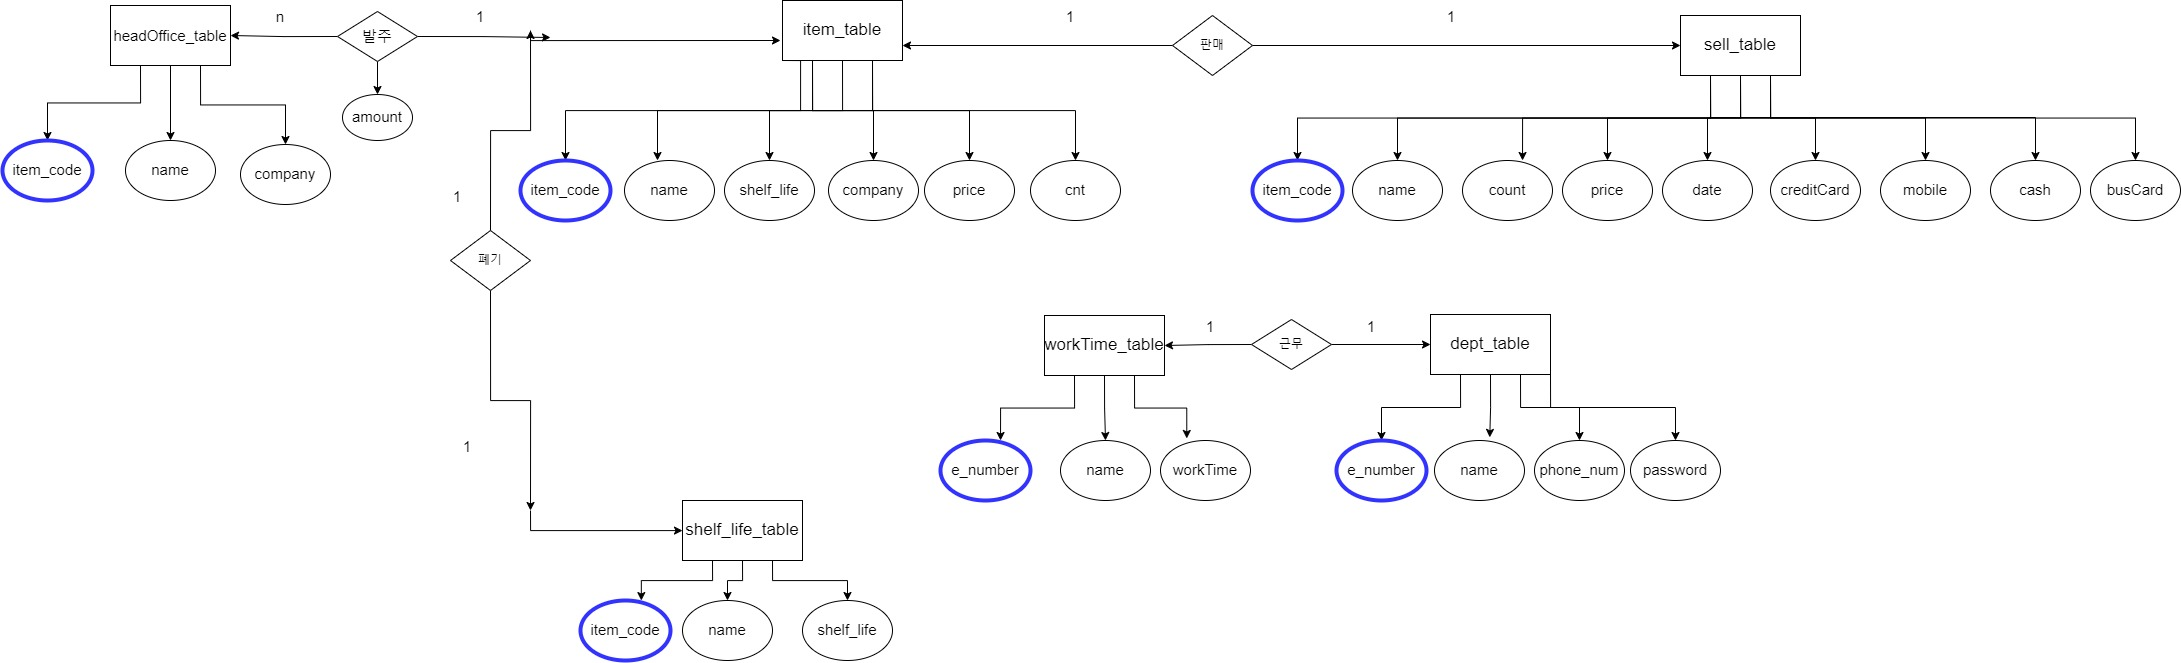 n
1
1
1
headOffice_table
발주
item_table
판매
sell_table
amount
item_code
name
company
1
item_code
name
shelf_life
company
price
cnt
item_code
name
count
price
date
creditCard
mobile
cash
busCard
폐기
1
1
workTime_table
근무
dept_table
1
e_number
name
workTime
e_number
name
phone_num
password
shelf_life_table
item_code
name
shelf_life